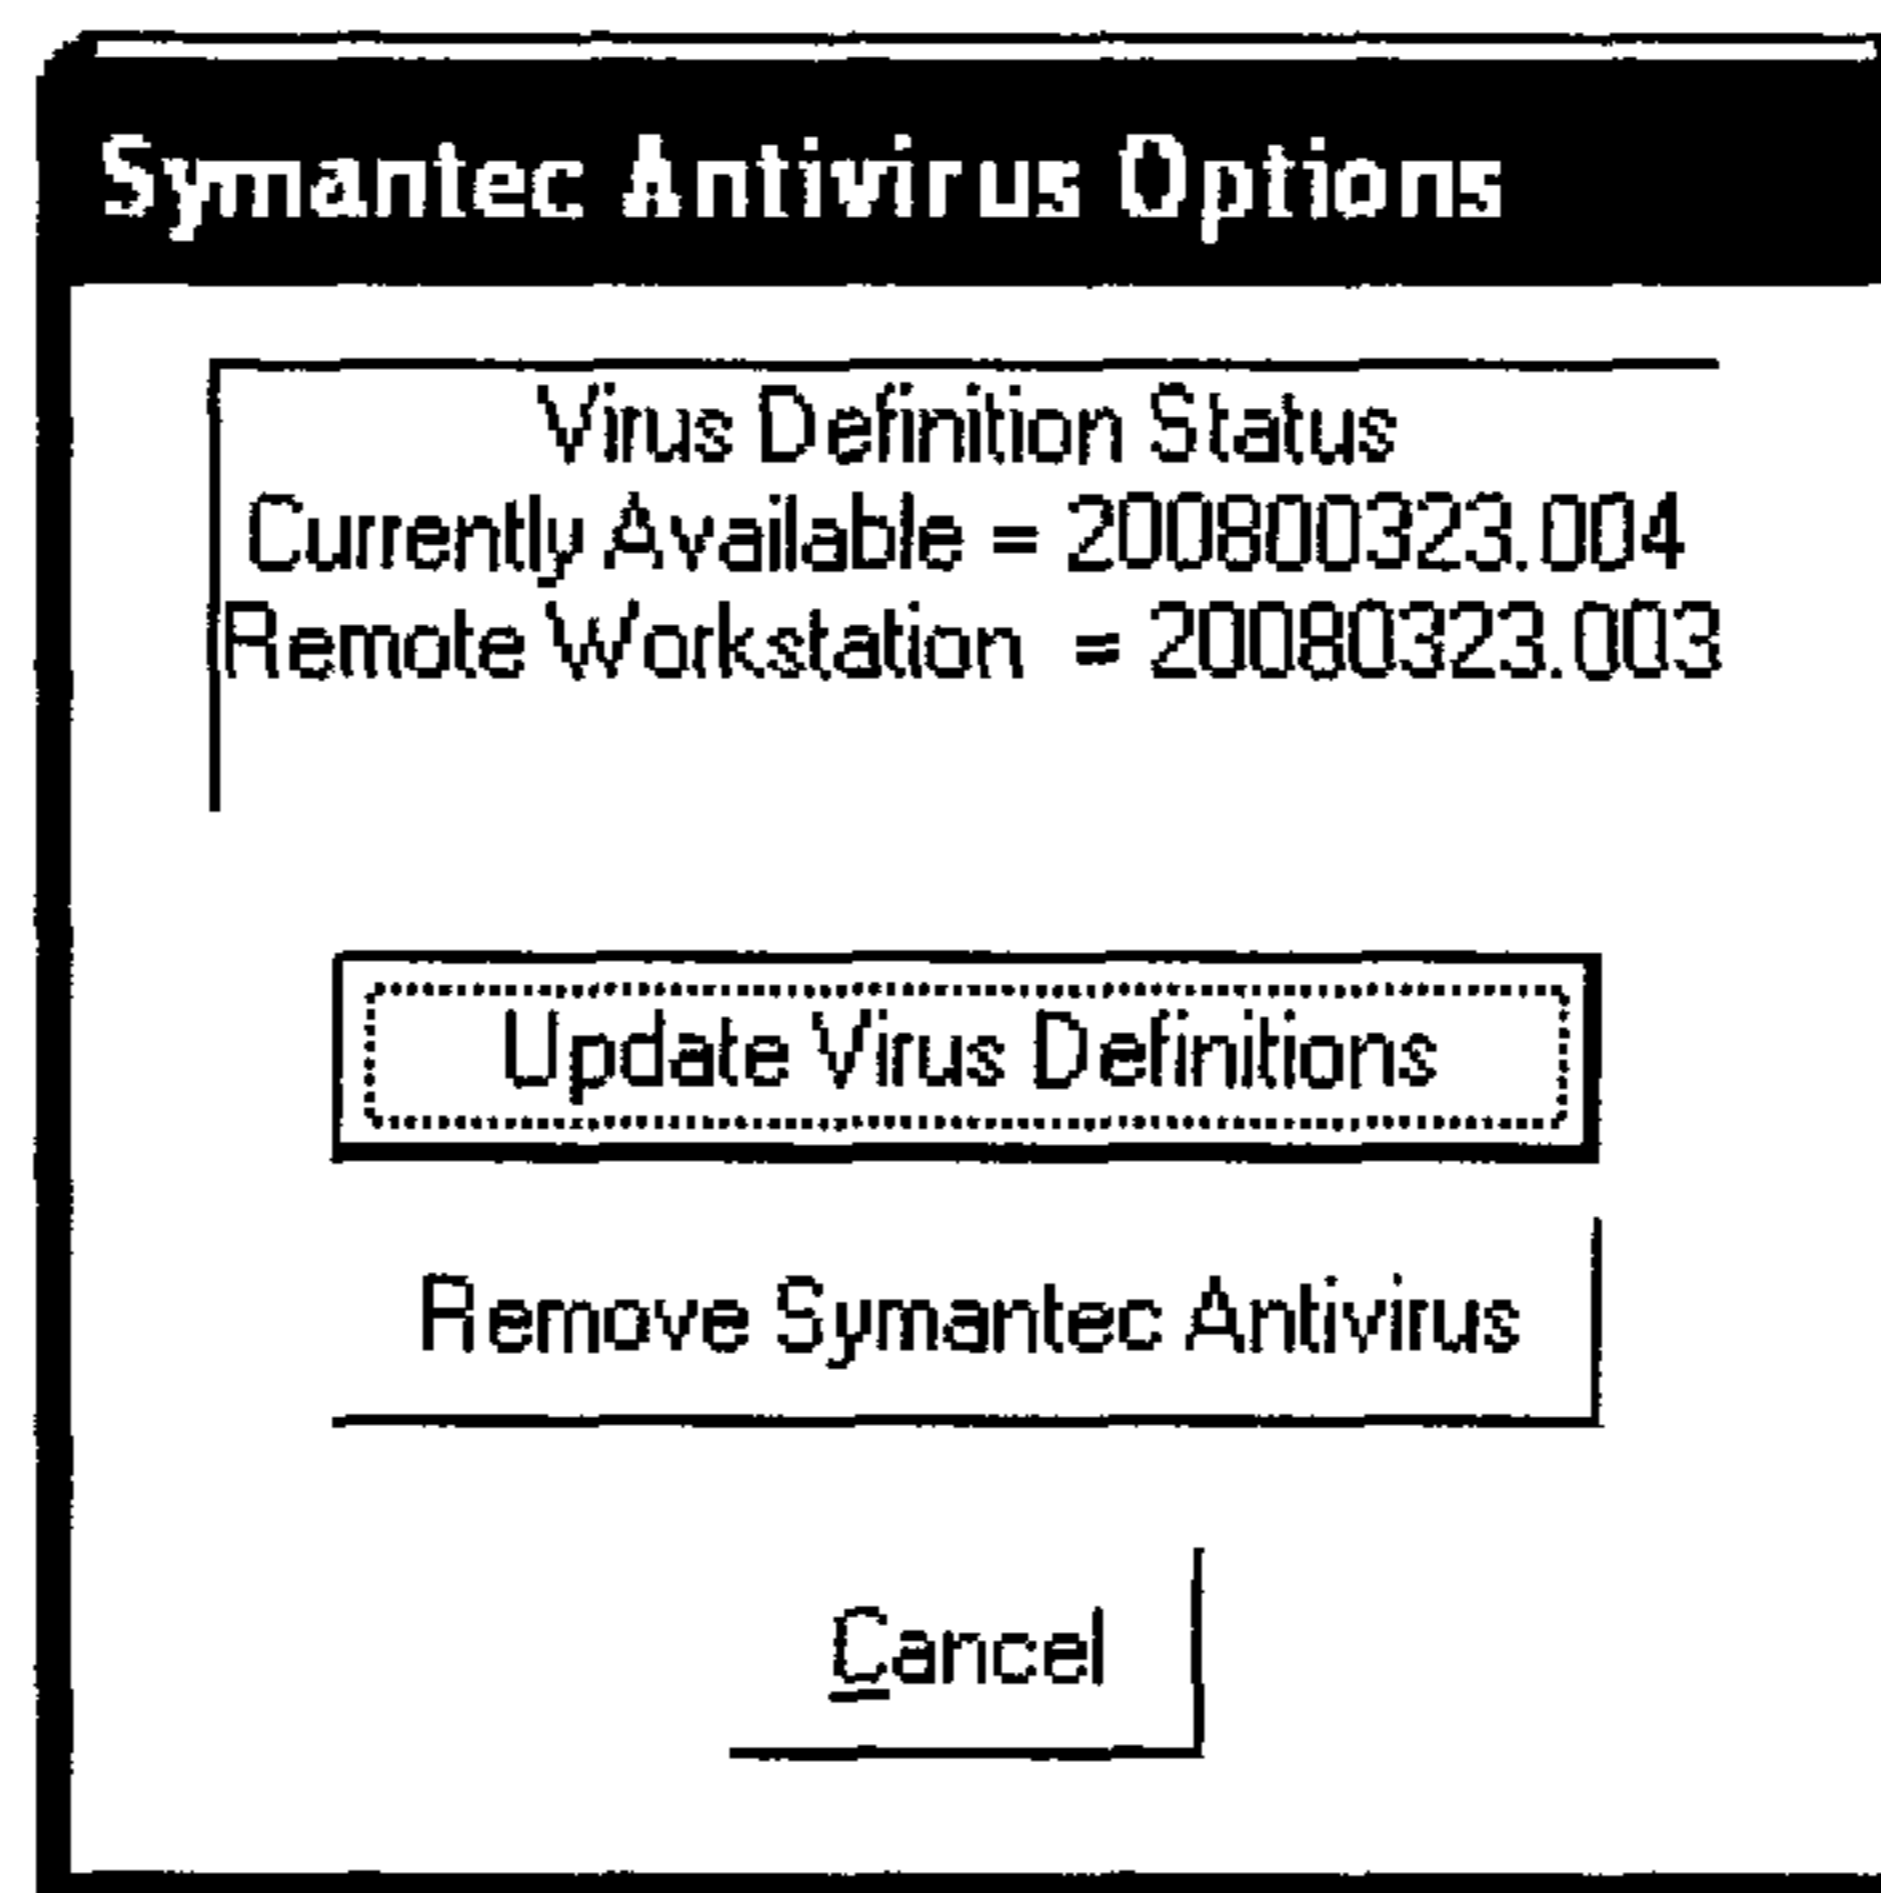 Symantec Antivirus Options
Virus Definition Status
Currently Available = 200800323.004
Remote Workstation = 20080323.003
Update Virus Definitions
Remove Symantec Antivirus
Cancel